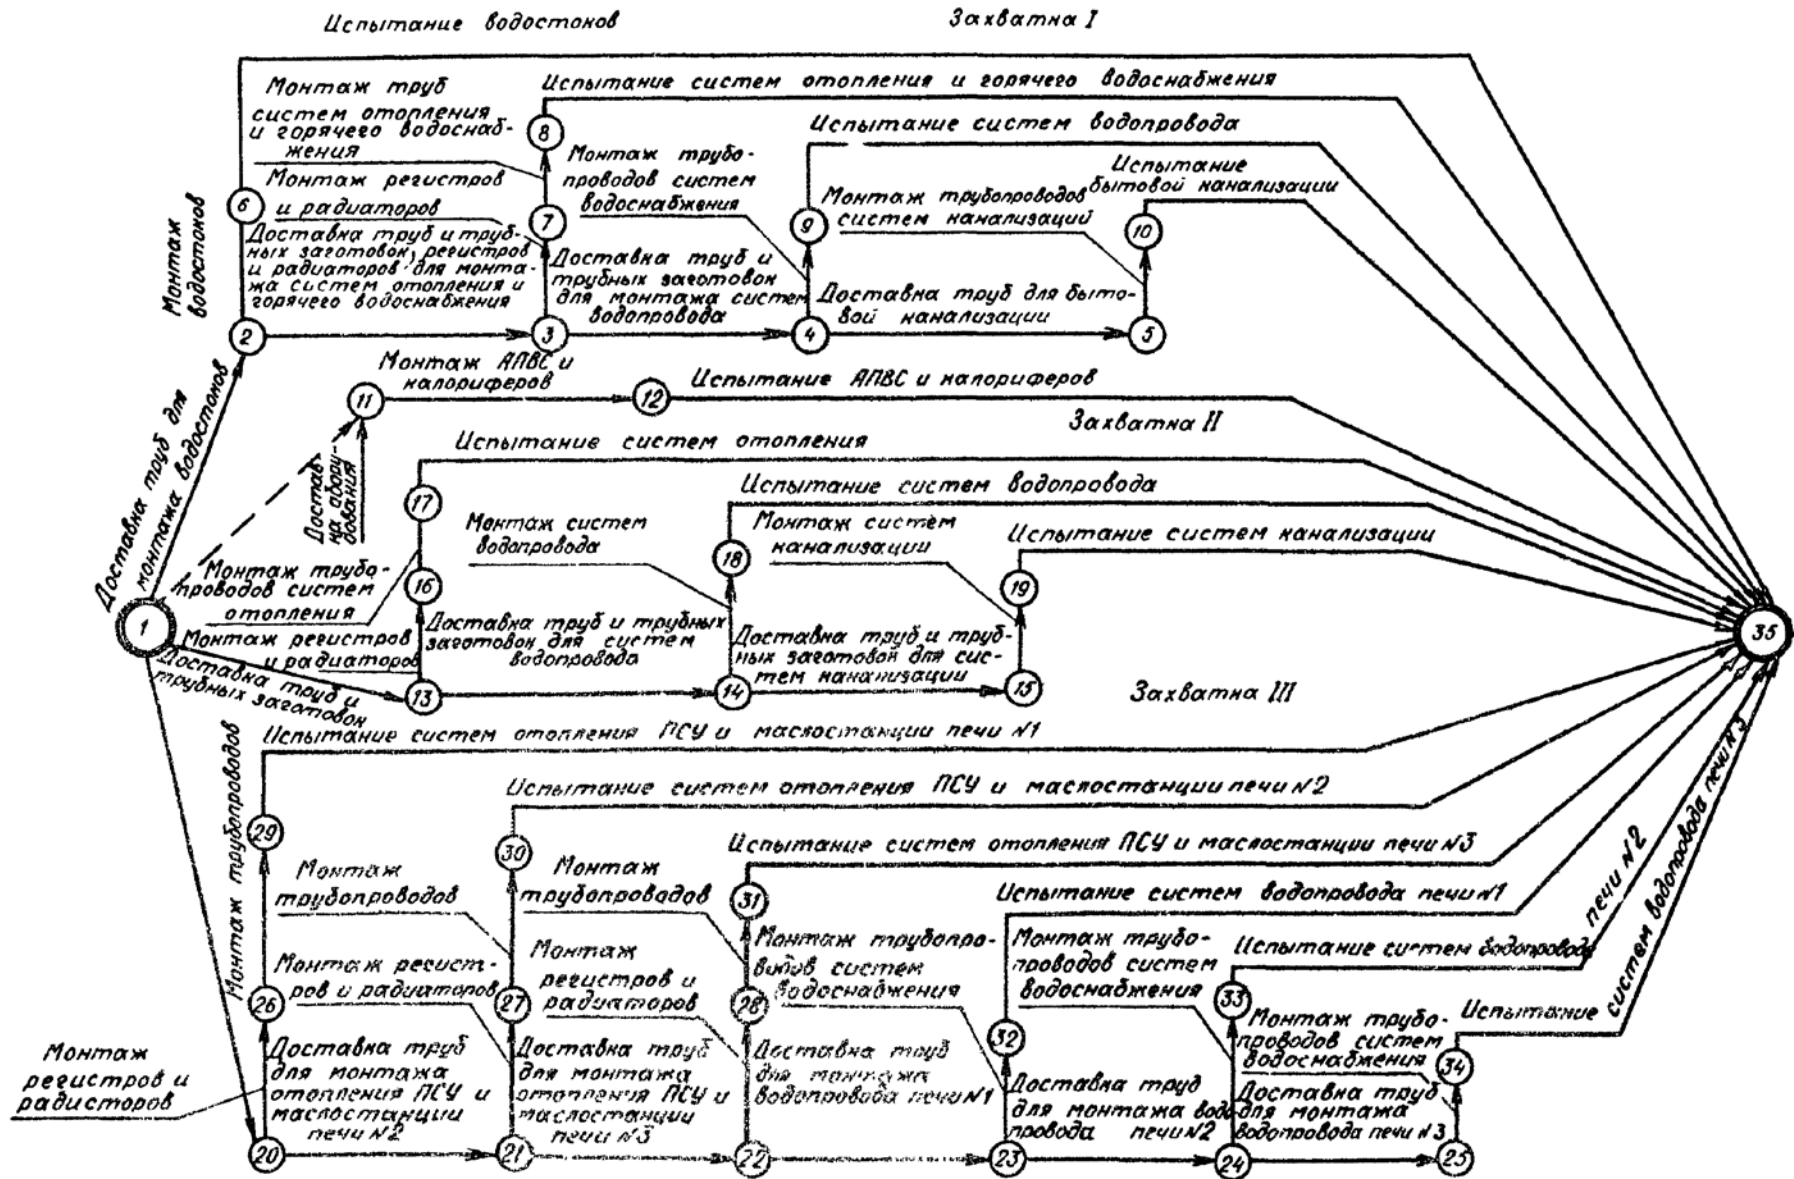 Испытание водостоков
Захватка I
Монтаж труб
систем отопления
и горячего водоснаб-
жения
Испытание систем отопления и горячего водоснабжения
8
Испытание систем водопровода
Монтаж трубо-
проводов систем
водоснабжения
Испытание
бытовой канализации
Монтаж регистров
и радиаторов
6
7
Монтаж трубопроводов
систем канализаций
9
10
Монтаж
водостоков
Доставка труб и труб-
ных заготовок, регистров
и радиаторов для монта-
жа систем отопления и
горячего водоснабжения
Доставка труб и
трубных заготовок
для монтажа систем
водопровода
Доставка труб для быто-
вой канализации
2
3
4
5
Доставка труб для
монтажа водостоков
Монтаж АПВС и
калориферов
11
12
Испытание АПВС и калориферов
Захватка II
Достав-
ка обору-
дования
Испытание систем отопления
17
Испытание систем водопровода
Монтаж систем
водопровода
18
Монтаж систем
канализации
Испытание систем канализации
19
Монтаж трубо-
проводов систем
отопления
16
1
35
Монтаж регистров
и радиаторов
Доставка труб и трубных
заготовок для систем
водопровода
Доставка труб и труб-
ных заготовой для сис-
тем канализации
Доставка труб и
трубных заготовок
13
14
15
Захватка III
Испытание систем отопления ПСУ и маслостанции печи №1
Монтаж трубопроводов
Испытание систем отопления ПСУ и маслостанции печи №2
29
30
Испытание систем отопления ПСУ и маслостанции печи №3
Монтаж
трубопроводов
Монтаж
трубопроводов
31
Испытание систем водопровода печи №1
Монтаж регист-
ров и радиаторов
Монтаж
регистров и
радиаторов
Монтаж трубопро-
водов систем
водоснабжения
Монтаж трубо-
проводов систем
водоснабжения
Испытание систем водопровода
печи №2
26
27
28
32
33
Испытание
систем водопровода печи №3
Монтаж трубо-
проводов систем
водоснабжения
34
Монтаж
регистров и
радисторов
Доставка труб
для монтажа
отопления ПСУ и
маслостанции
печи №2
Доставка труб
для монтажа
отопления ПСУ и
маслостанции
печи №3
Доставка труб
для монтажа
водопровода печи №1
Доставка труб
для монтажа водо-
провода печи №2
Доставка труб
для монтажа
водопровода печи №3
20
21
22
23
24
25